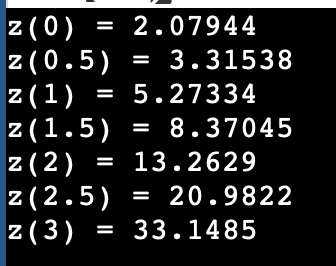 z(0) = 2.07944
z(0.5) = 3.31538
z(1) = 5.27334
z(1.5) = 8.37045
z(2) = 13.2629
z(2.5) = 20.9822
z(3) = 33.1485